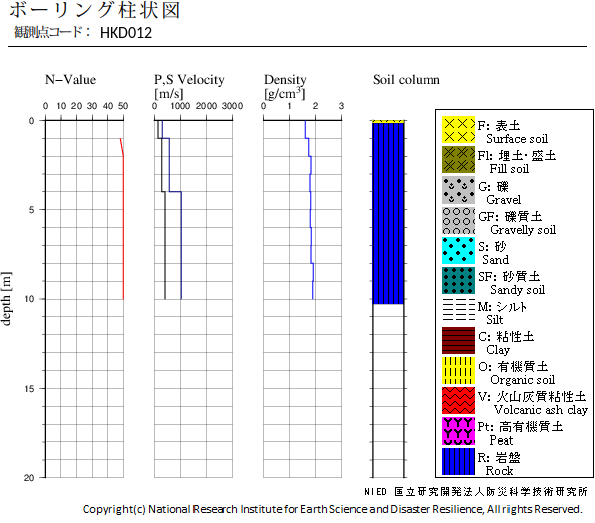 ボーリング柱状図
観測点コード： HKD012
N−Value
0 10 20 30 40 50
P,S Velocity
[m/s]
0 1000 2000 3000
Density
[g/cm3]
0 1 2 3
Soil column
depth [m]
0
5
10
15
20
F: 表土
Surface soil
Fl: 埋土・盛土
Fill soil
G: 礫
Gravel
GF: 礫質土
Gravelly soil
S: 砂
Sand
SF: 砂質土
Sandy soil
M: シルト
Silt
C: 粘性土
Clay
O: 有機質土
Organic soil
V: 火山灰質粘性土
Volcanic ash clay
Pt: 高有機質土
Peat
R: 岩盤
Rock
NIED 国立研究開発法人防災科学技術研究所
Copyright(c) National Research Institute for Earth Science and Disaster Resilience, All rights Reserved.